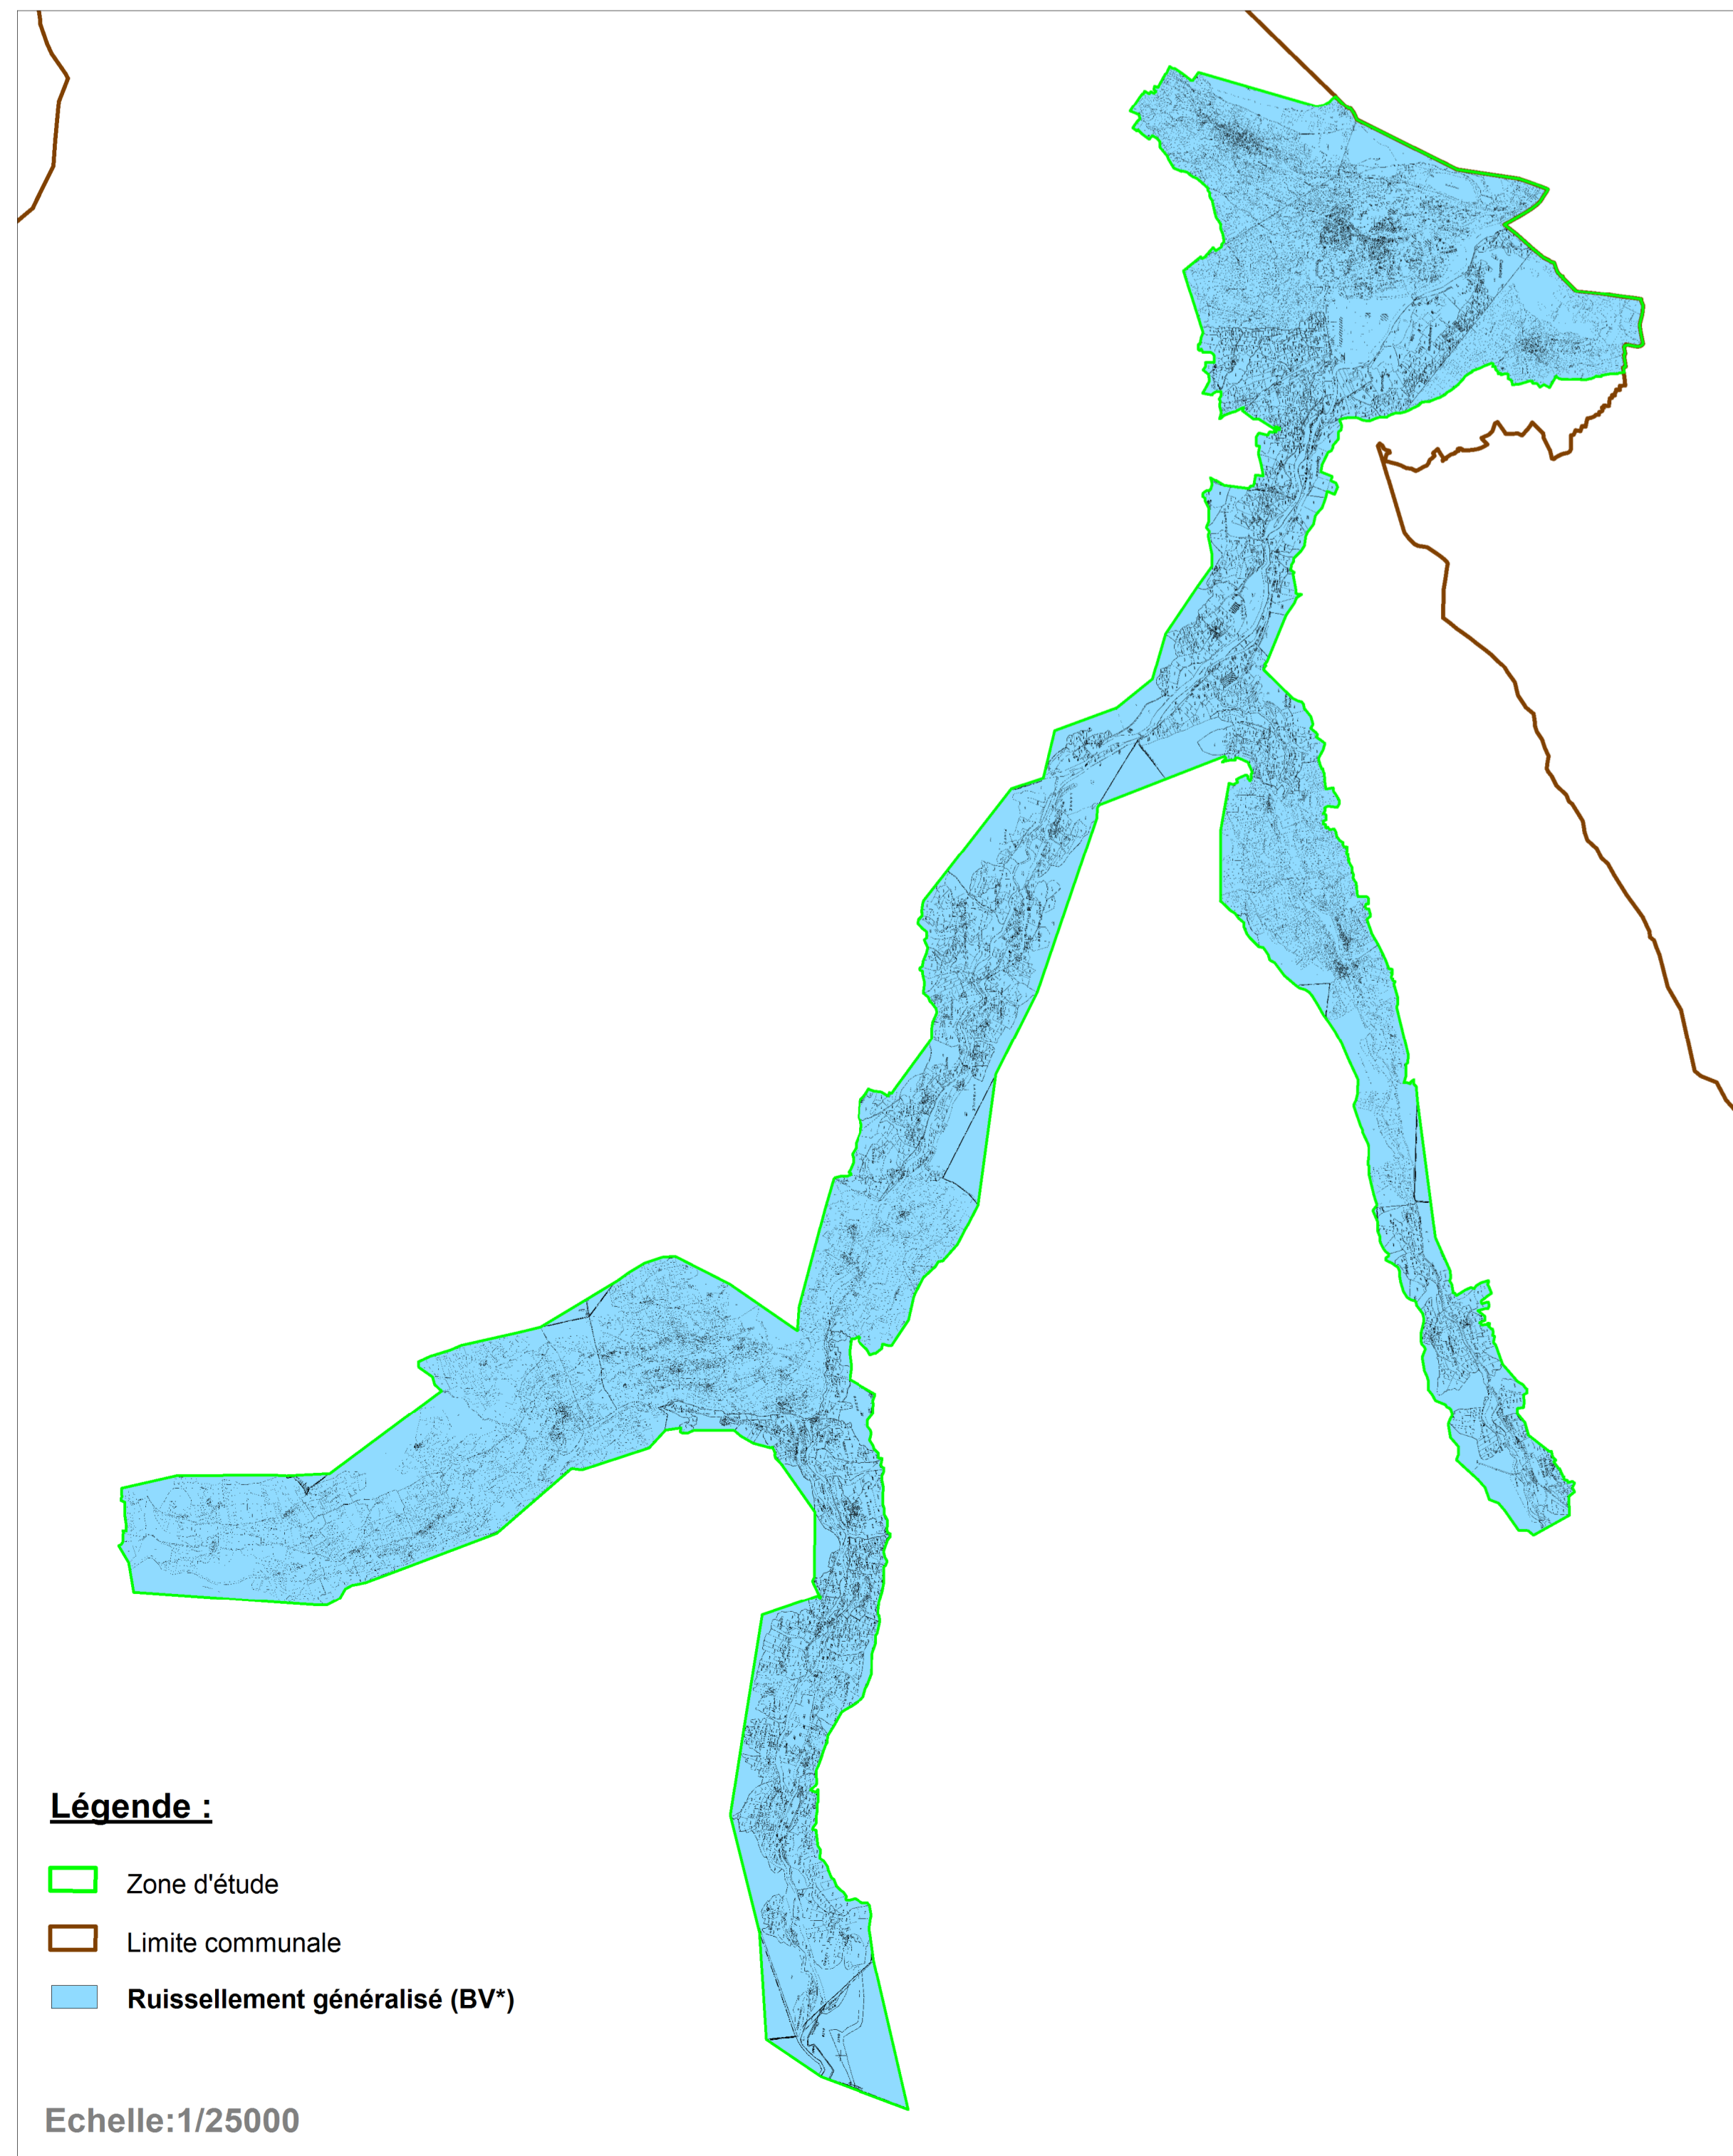 Légende :
Zone d'étude
Limite communale
Ruissellement généralisé (BV*)
Echelle:1/25000